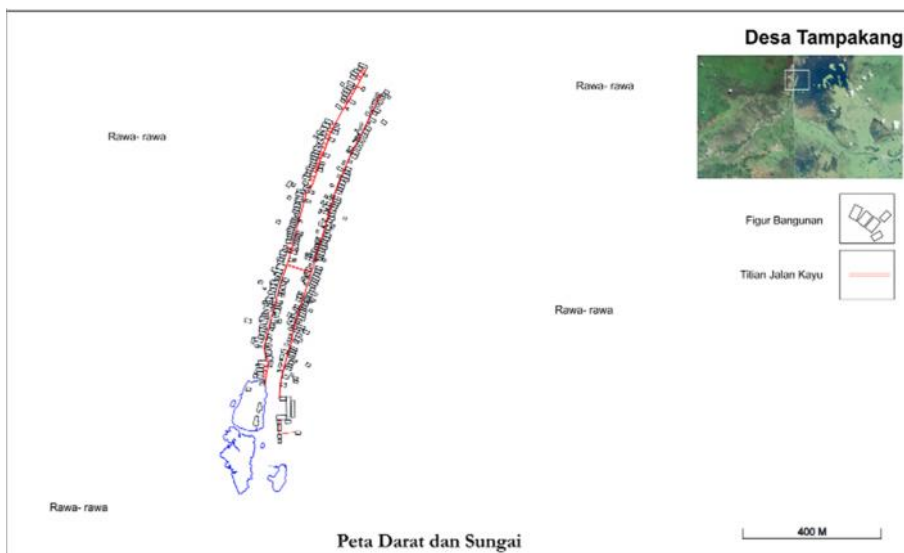 Desa Tampakang
Rawa- rawa
Rawa- rawa
Figur Bangunan
Titian Jalan Kayu
Rawa- rawa
Rawa- rawa
Peta Darat dan Sungai
400 M